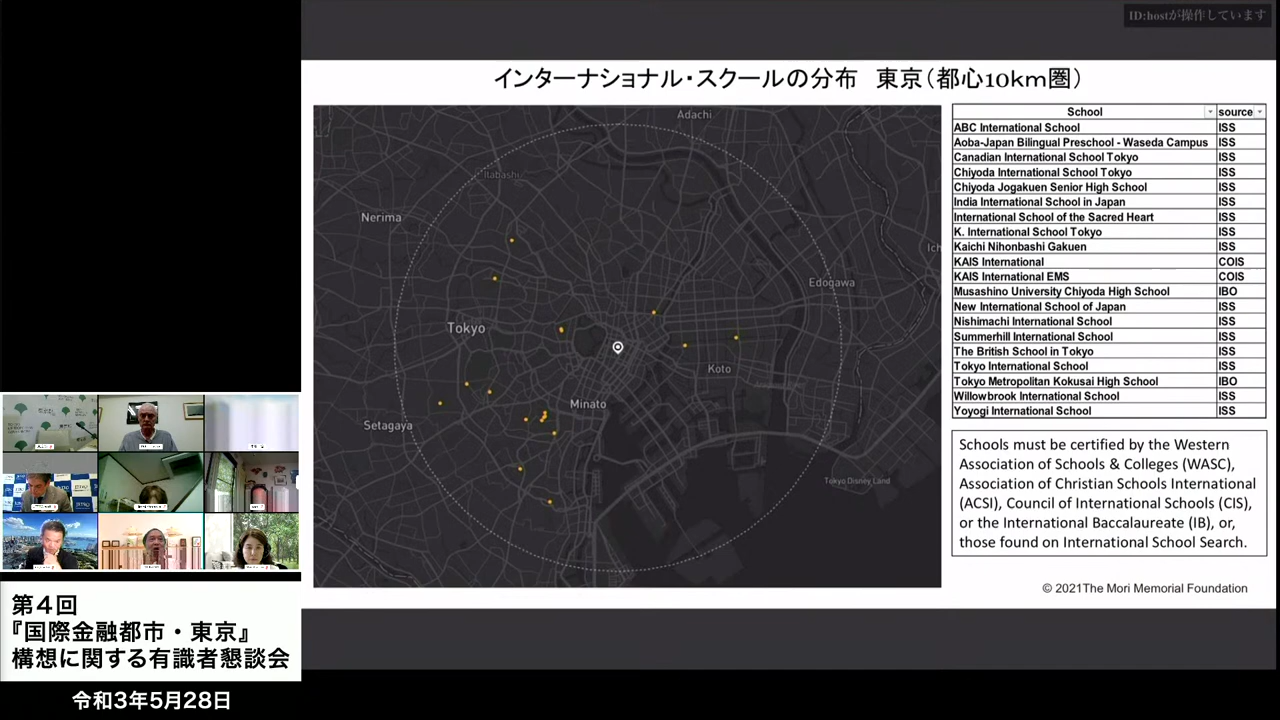 ID:hostが操作しています
インターナショナル・スクールの分布　東京（都心10km圏）
Adachi
Itabashi
Nerima
Ich
Edogawa
Tokyo
Koto
Minato
Setagaya
Tokyo Disney Land
School source
ABC International School ISS
Aoba-Japan Bilingual Preschool - Waseda Campus ISS
Canadian International School Tokyo ISS
Chiyoda International School Tokyo ISS
Chiyoda Jogakuen Senior High School ISS
India International School in Japan ISS
International School of the Sacred Heart ISS
K. International School Tokyo ISS
Kaichi Nihonbashi Gakuen ISS
KAIS International COIS
KAIS International EMS COIS
Musashino University Chiyoda High School IBO
New International School of Japan ISS
Nishimachi International School ISS
Summerhill International School ISS
The British School in Tokyo ISS
Tokyo International School ISS
Tokyo Metropolitan Kokusai High School IBO
Willowbrook International School ISS
Yoyogi International School ISS
Schools must be certified by the Western
Association of Schools & Colleges (WASC),
Association of Christian Schools International
(ACSI), Council of International Schools (CIS),
or the International Baccalaureate (IB), or,
those found on International School Search.
© 2021The Mori Memorial Foundation
第４回
『国際金融都市・東京』
構想に関する有識者懇談会
令和3年5月28日